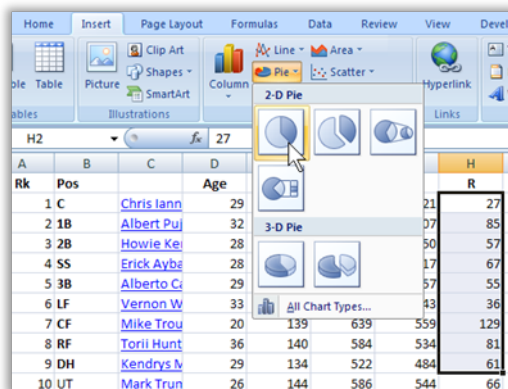 Home Insert Page Layout Formulas Data Review View Devel
Clip Art Line Area
Shapes Pie Scatter
ble Table Picture SmartArt Column Hyperlink
ables Illustrations 2-D Pie Links
H2 fx 27
A B C D H
Rk Pos Age R
1 C Chris Iann 29 21 27
2 1B Albert Puj 32 07 85
3 2B Howie Ke 28 50 57
4 SS Erick Ayba 28 3-D Pie 17 67
5 3B Alberto Ca 29 57 55
6 LF Vernon W 33 All Chart Types... 43 36
7 CF Mike Trou 20 139 639 559 129
8 RF Torii Hunt 36 140 584 534 81
9 DH Kendrys M 29 134 522 484 61
10 UT Mark Trun 26 144 586 544 66